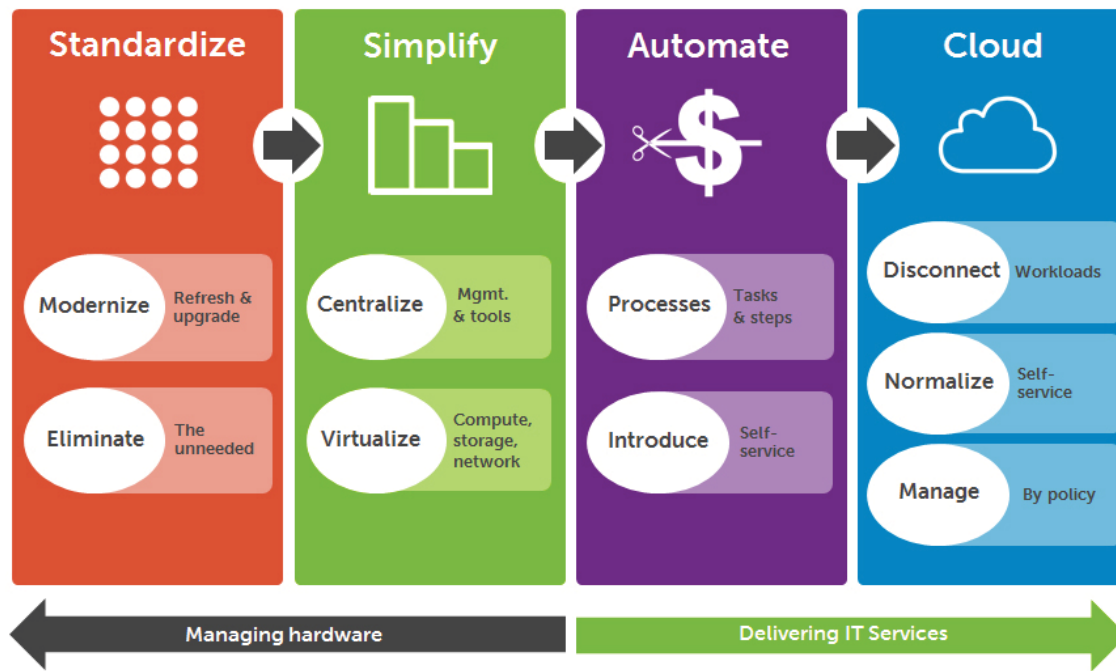 Standardize
Modernize
Refresh &
upgrade
Eliminate
The
unneeded
Simplify
Centralize
Mgmt.
& tools
Virtualize
Compute,
storage,
network
Automate
$
Processes
Tasks
& steps
Introduce
Self-
service
Cloud
Disconnect
Workloads
Normalize
Self-
service
Manage
By policy
Managing hardware
Delivering IT Services